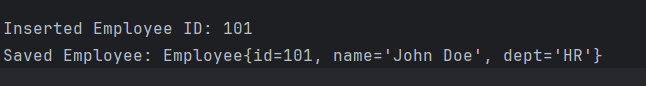 Inserted Employee ID: 101
Saved Employee: Employee{id=101, name='John Doe', dept='HR'}